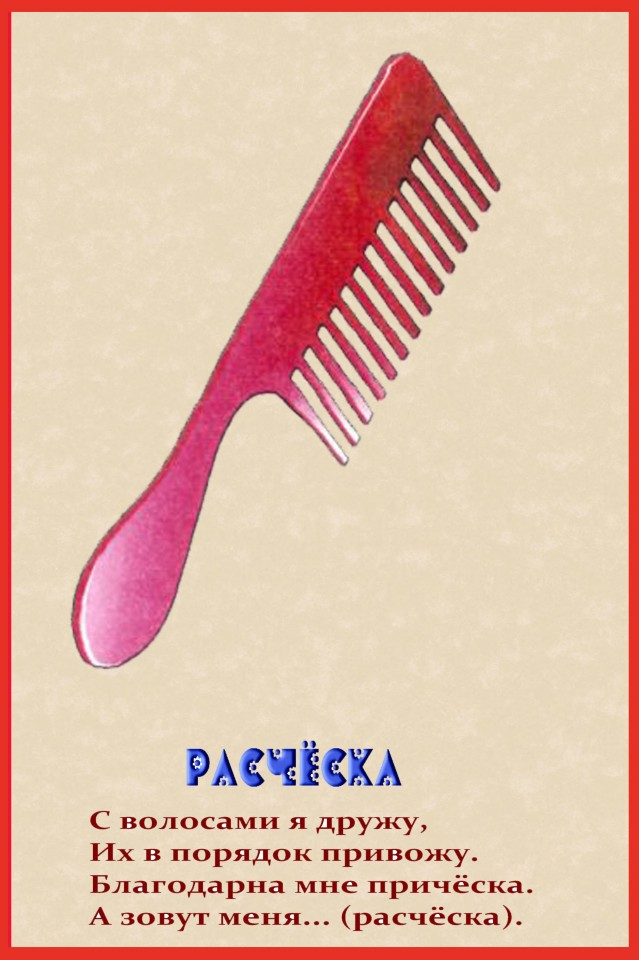 РАСЧЁСКА
С волосами я дружу,
Их в порядок привожу.
Благодарна мне причёска.
А зовут меня... (расчёска).